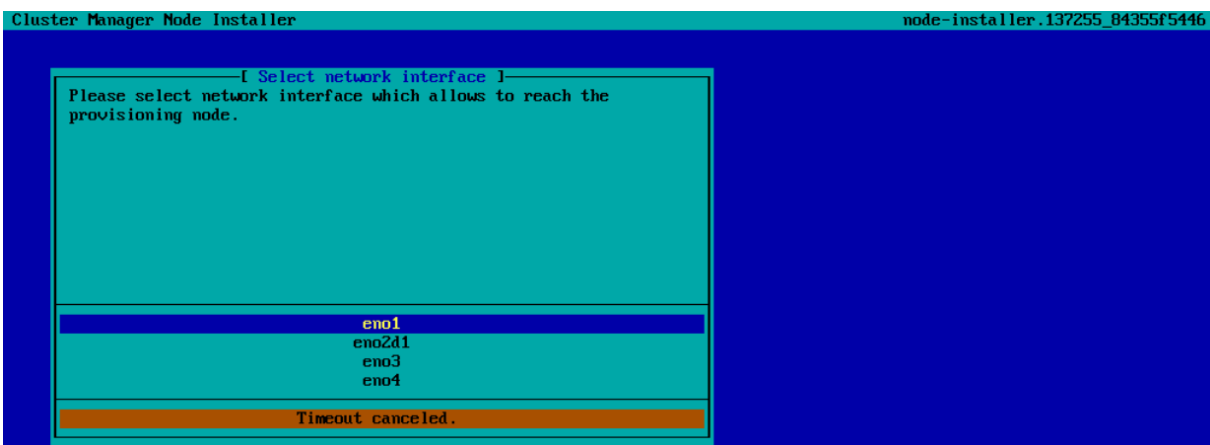 Cluster Manager Node Installer
node-installer.137255_84355f5446
[ Select network interface ]
Please select network interface which allows to reach the
provisioning node.
eno1
eno2d1
eno3
eno4
Timeout canceled.